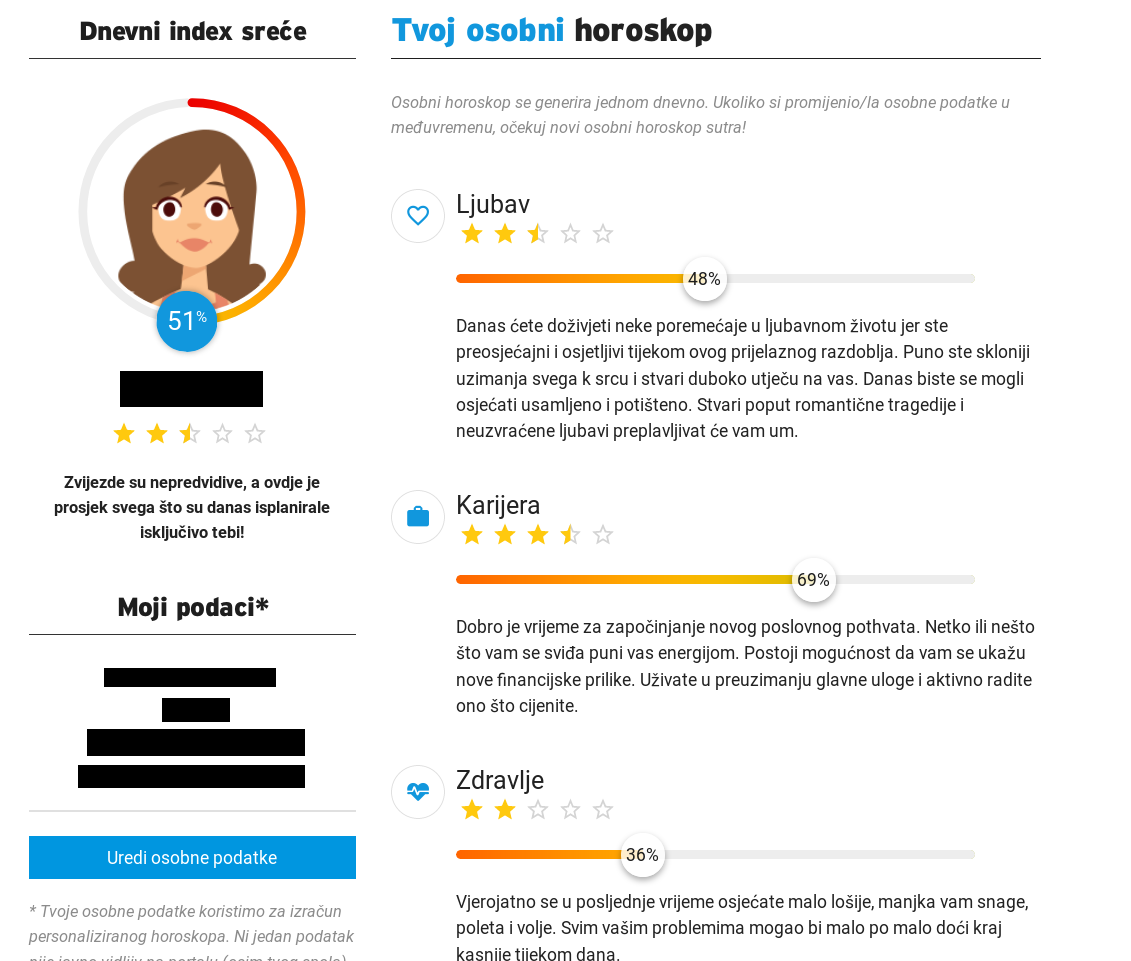 Dnevni index sreće
51%
Zvijezde su nepredvidive, a ovdje je
prosjek svega što su danas isplanirale
isključivo tebi!
Moji podaci*
Uredi osobne podatke
* Tvoje osobne podatke koristimo za izračun
personaliziranog horoskopa. Ni jedan podatak
Tvoj osobni horoskop
Osobni horoskop se generira jednom dnevno. Ukoliko si promijenio/la osobne podatke u
međuvremenu, očekuj novi osobni horoskop sutra!
Ljubav
48%
Danas ćete doživjeti neke poremećaje u ljubavnom životu jer ste
preosjećajni i osjetljivi tijekom ovog prijelaznog razdoblja. Puno ste skloniji
uzimanja svega k srcu i stvari duboko utječu na vas. Danas biste se mogli
osjećati usamljeno i potišteno. Stvari poput romantične tragedije i
neuzvraćene ljubavi preplavljivat će vam um.
Karijera
69%
Dobro je vrijeme za započinjanje novog poslovnog pothvata. Netko ili nešto
što vam se sviđa puni vas energijom. Postoji mogućnost da vam se ukažu
nove financijske prilike. Uživate u preuzimanju glavne uloge i aktivno radite
ono što cijenite.
Zdravlje
36%
Vjerojatno se u posljednje vrijeme osjećate malo lošije, manjka vam snage,
poleta i volje. Svim vašim problemima mogao bi malo po malo doći kraj
kasnije tijekom dana.